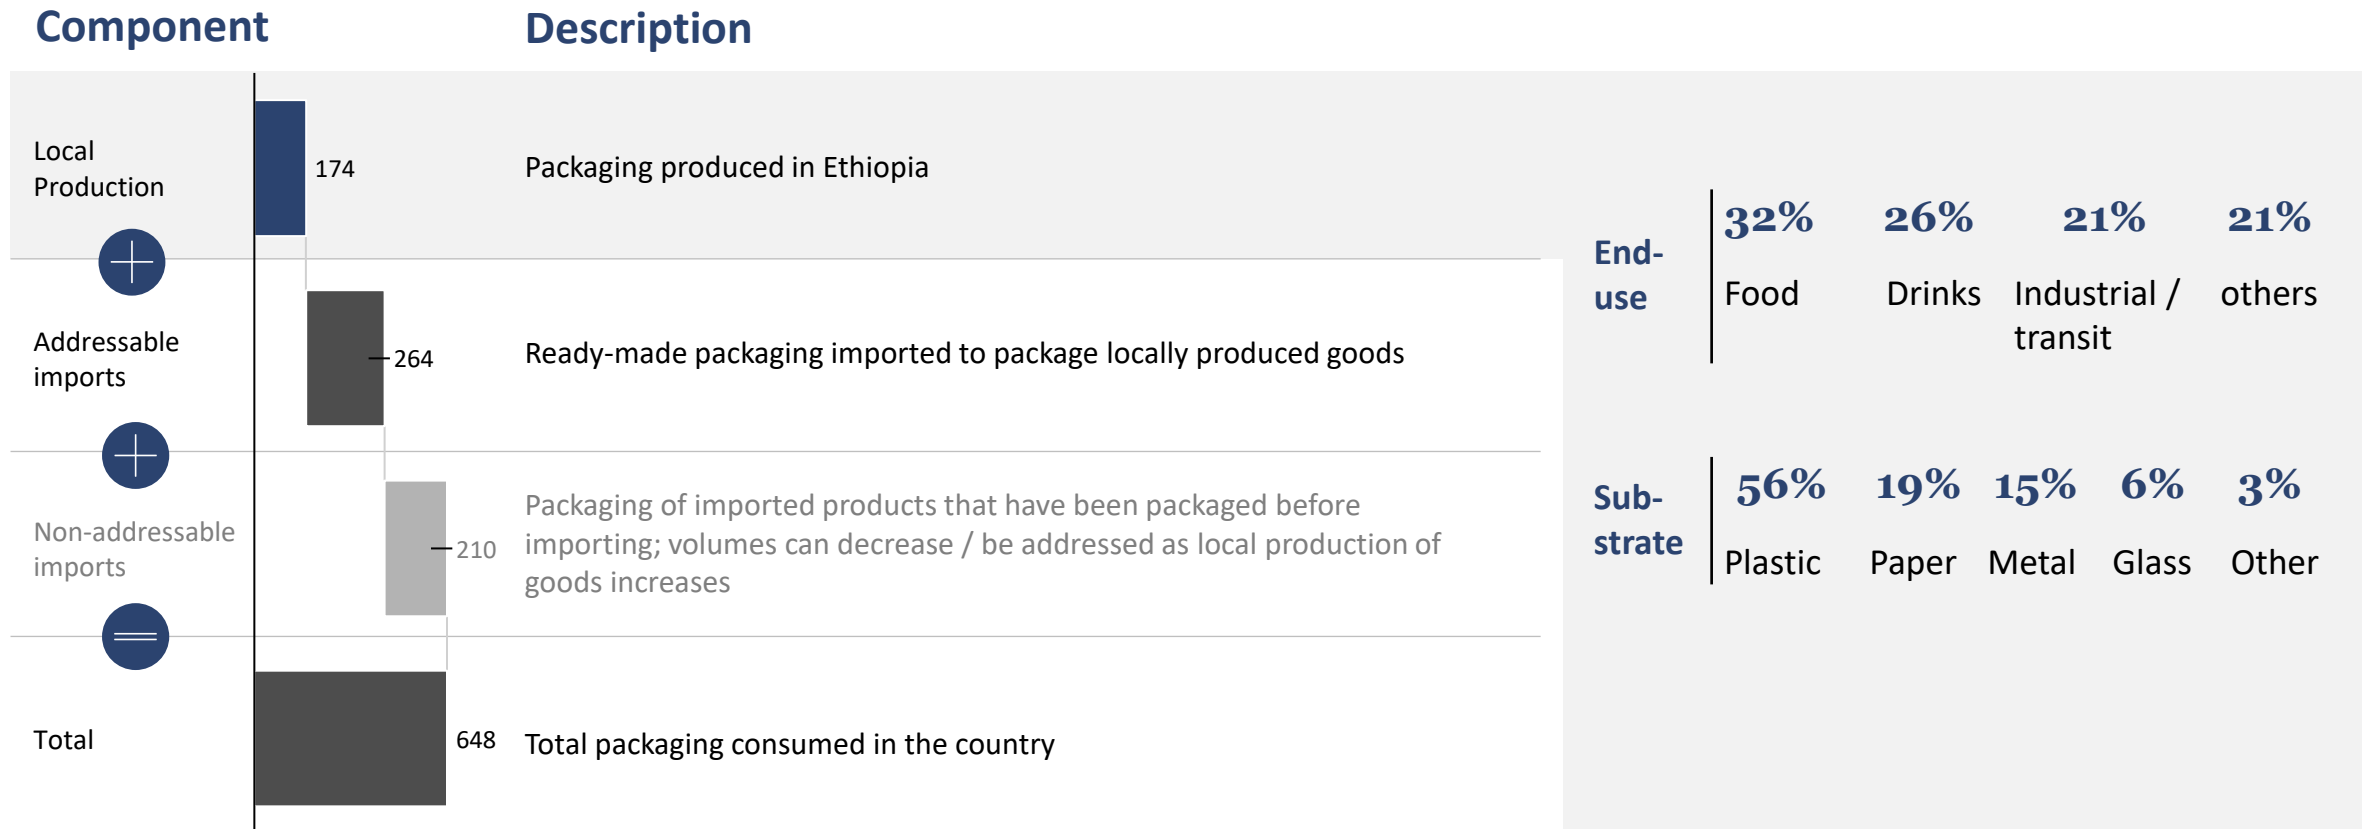 Component
Description
Local
Production
174
Packaging produced in Ethiopia
Addressable
imports
264
Ready-made packaging imported to package locally produced goods
Non-addressable
imports
210
Packaging of imported products that have been packaged before
importing; volumes can decrease / be addressed as local production of
goods increases
Total
648
Total packaging consumed in the country
End-
use
32% 26% 21% 21%
Food Drinks Industrial / others
transit
Sub-
strate
56% 19% 15% 6% 3%
Plastic Paper Metal Glass Other